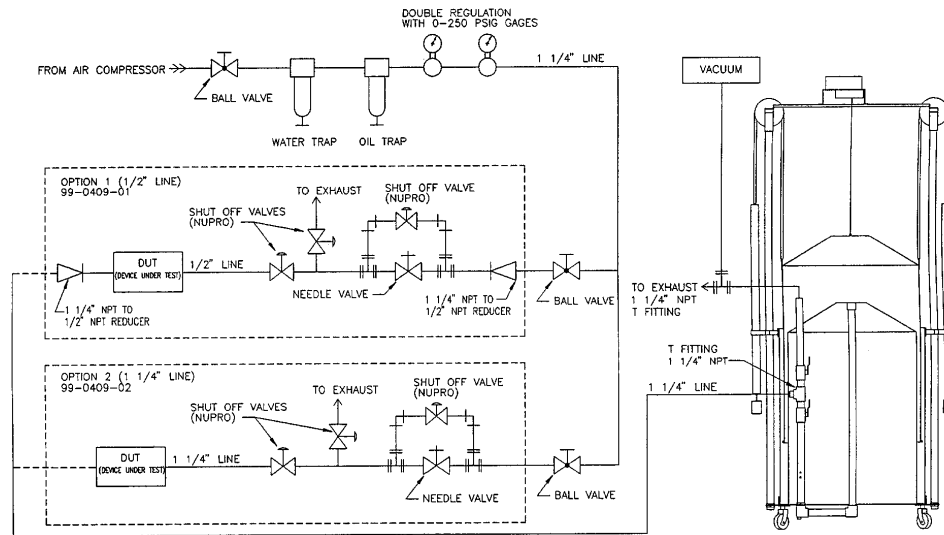 DOUBLE REGULATION
WITH 0-250 PSIG GAGES
FROM AIR COMPRESSOR
1 1/4" LINE
BALL VALVE
WATER TRAP
OIL TRAP
VACUUM
OPTION 1 (1/2" LINE)
99-0409-01
TO EXHAUST
SHUT OFF VALVE
(NUPRO)
SHUT OFF VALVES
(NUPRO)
DUT
(DEVICE UNDER TEST)
1/2" LINE
NEEDLE VALVE
1 1/4" NPT TO
1/2" NPT REDUCER
1 1/4" NPT TO
1/2" NPT REDUCER
BALL VALVE
TO EXHAUST
1 1/4" NPT
T FITTING
T FITTING
1 1/4" NPT
1 1/4" LINE
OPTION 2 (1 1/4" LINE)
99-0409-02
TO EXHAUST
SHUT OFF VALVE
(NUPRO)
SHUT OFF VALVES
(NUPRO)
DUT
(DEVICE UNDER TEST)
1 1/4" LINE
NEEDLE VALVE
BALL VALVE